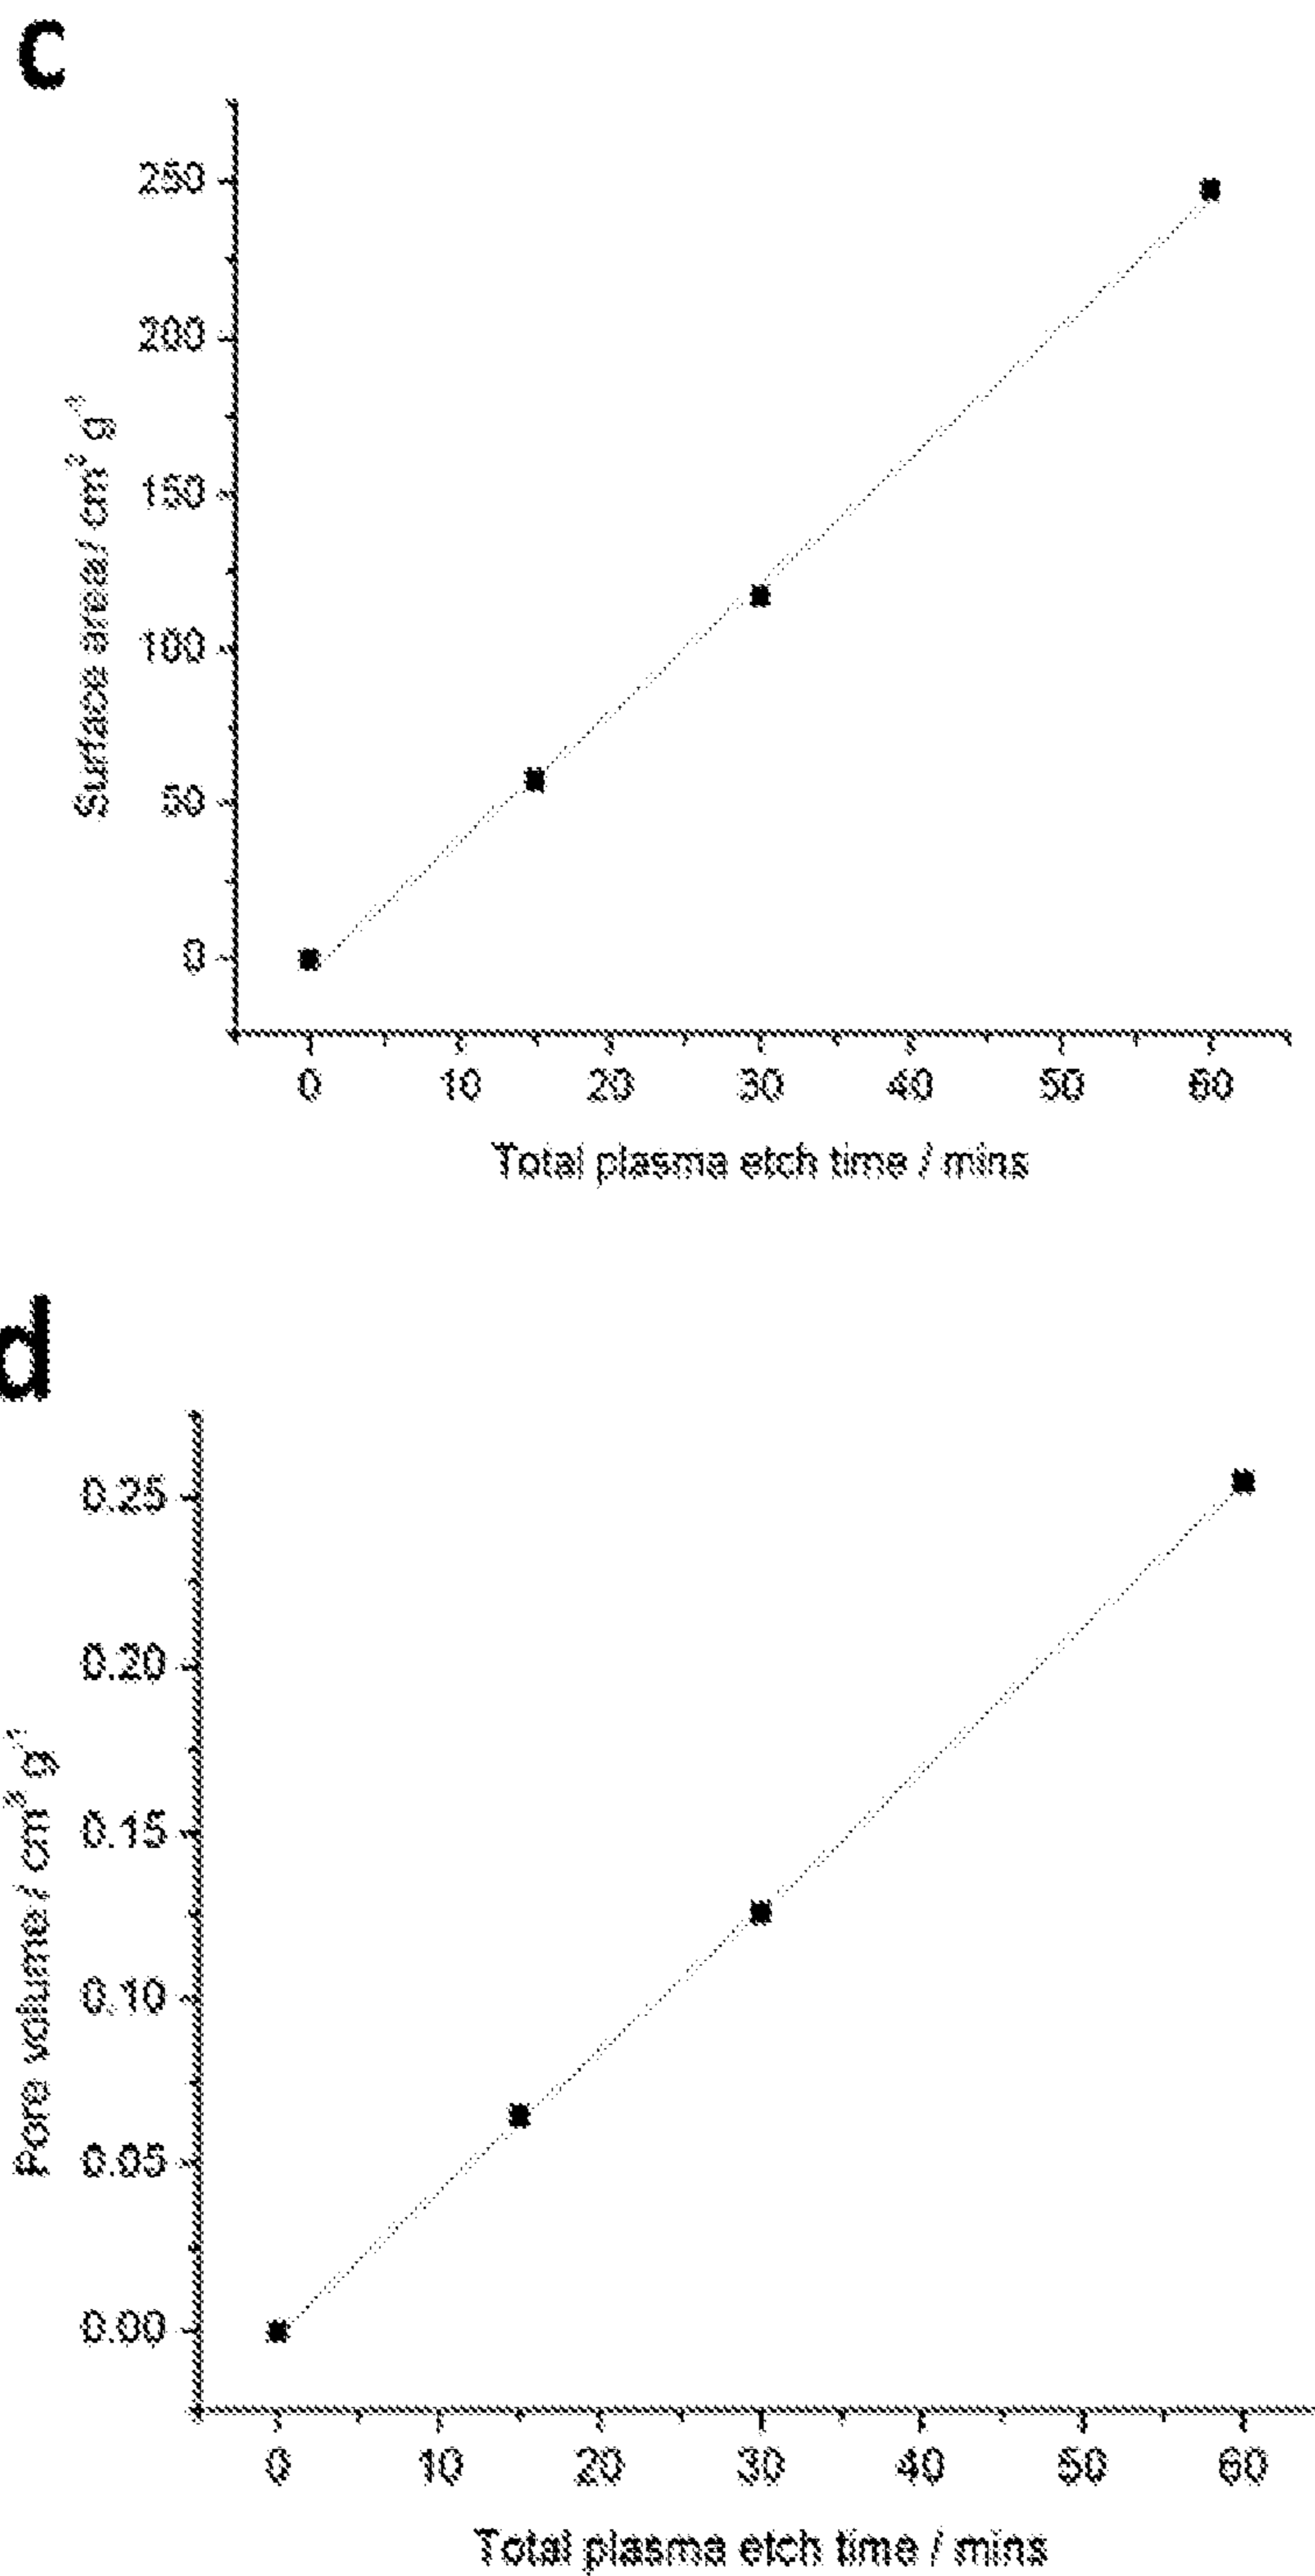 c
250
200
150
100
50
0
Surface area / cm² g⁻¹
0 10 20 30 40 50 60
Total plasma etch time / mins
d
0.25
0.20
0.15
0.10
0.05
0.00
Pore volume / cm³ g⁻¹
0 10 20 30 40 50 60
Total plasma etch time / mins